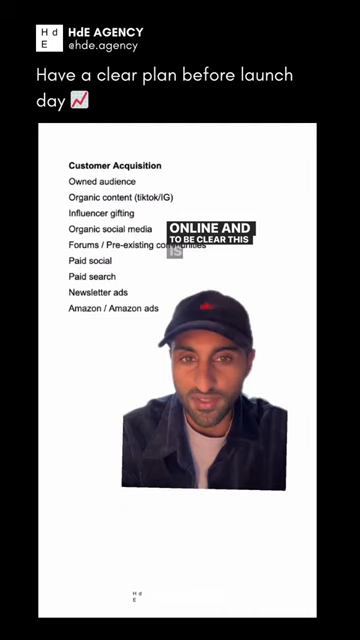 H d
E
HdE AGENCY
@hde.agency
Have a clear plan before launch
day 📈
Customer Acquisition
Owned audience
Organic content (tiktok/IG)
Influencer gifting
Organic social media
ONLINE AND
Forums / Pre-existing communities
TO BE CLEAR THIS
IS
Paid social
Paid search
Newsletter ads
Amazon / Amazon ads
H d
E